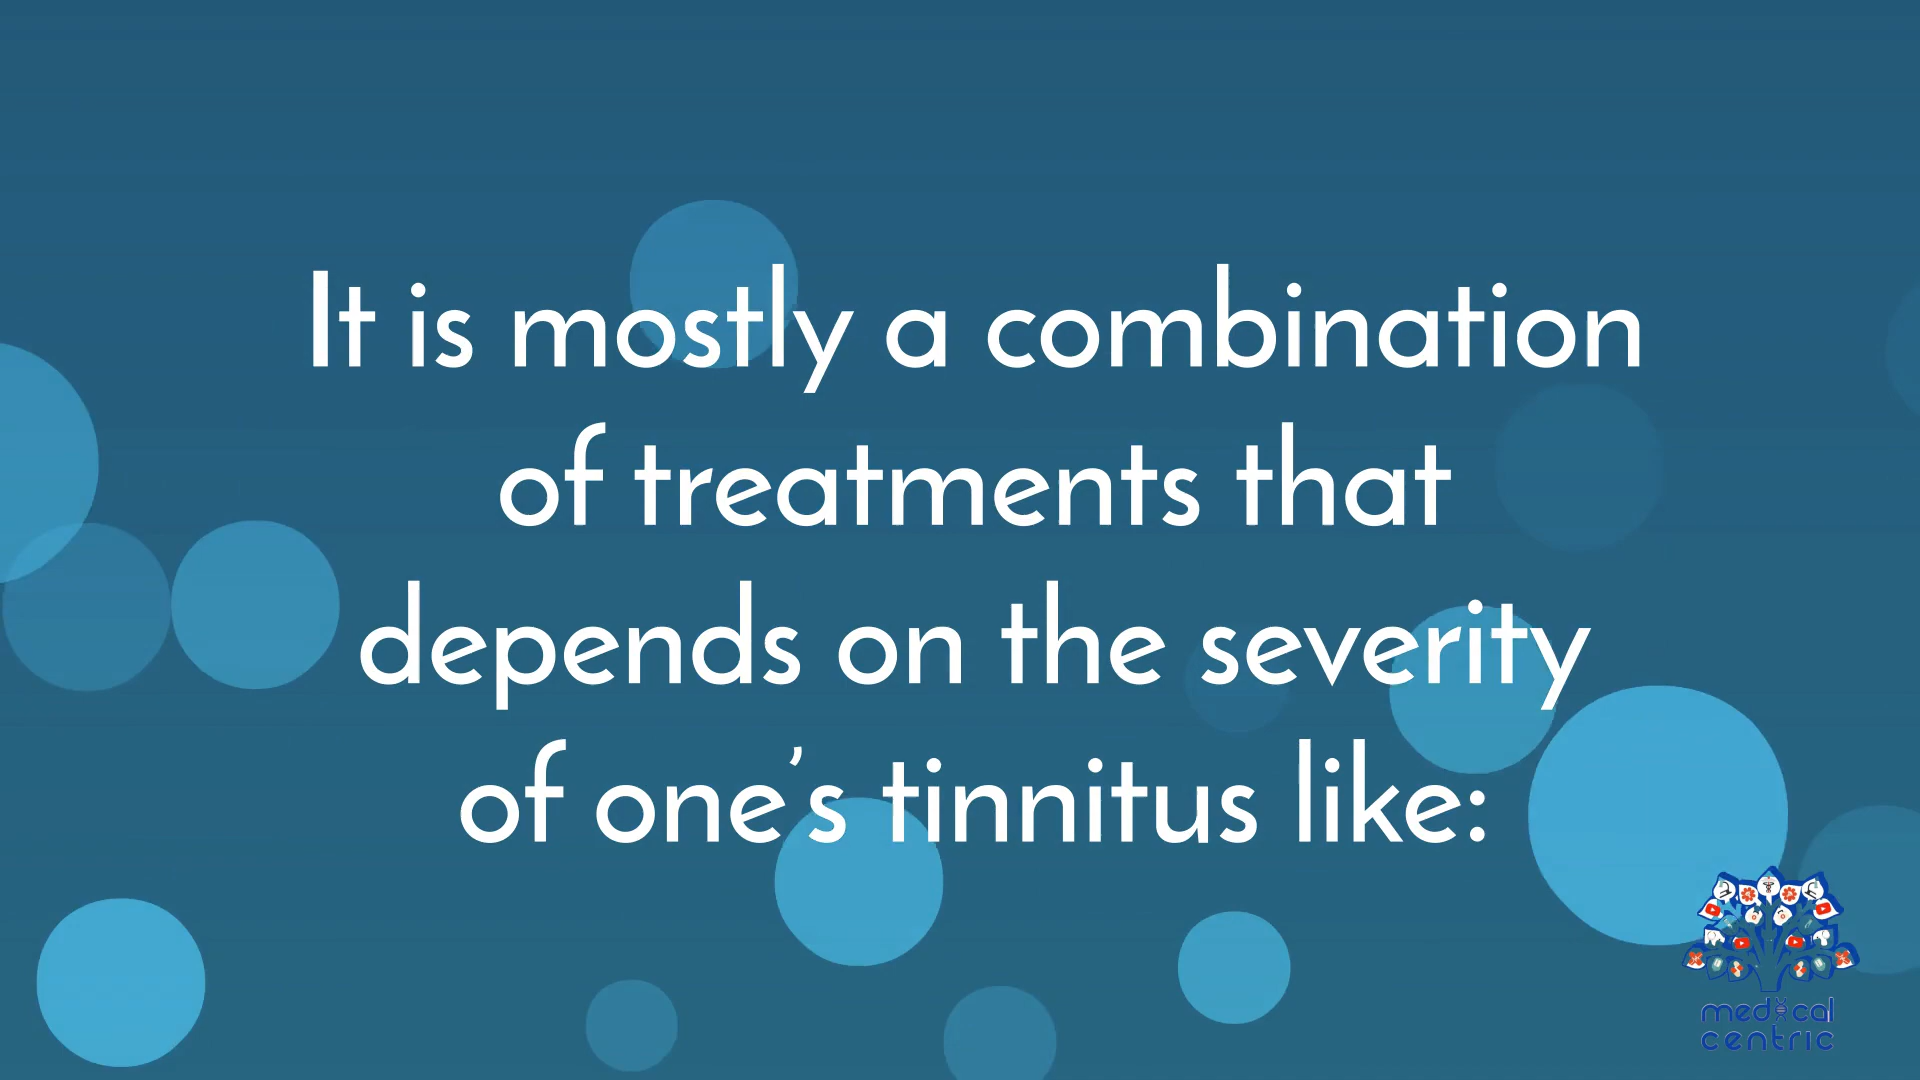 It is mostly a combination
of treatments that
depends on the severity
of one’s tinnitus like:
medical
centric